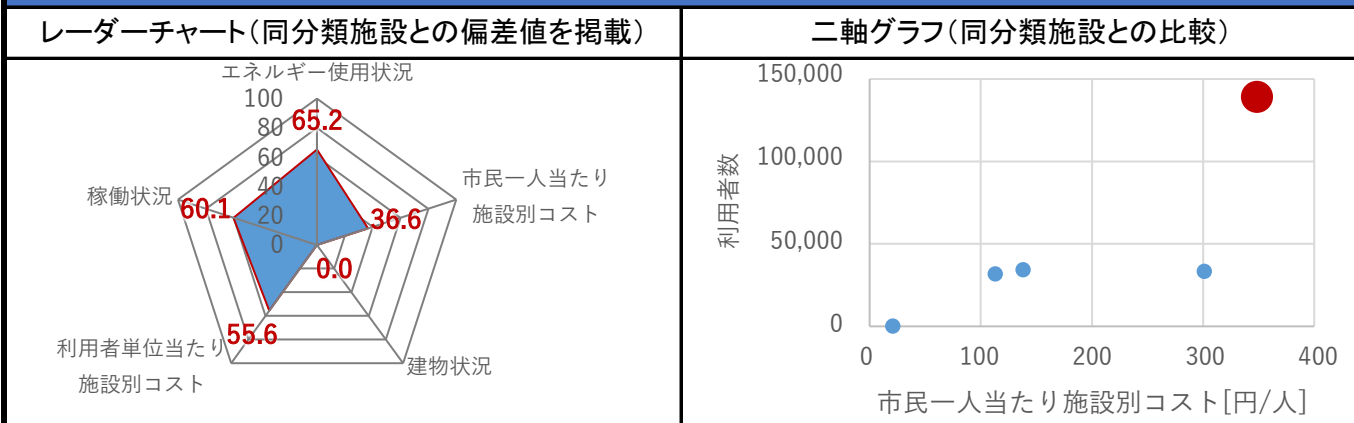 レーダーチャート(同分類施設との偏差値を掲載)
二軸グラフ(同分類施設との比較)
エネルギー使用状況
100
80
60
40
20
0
65.2
市民一人当たり
施設別コスト
36.6
0.0
建物状況
55.6
利用者単位当たり
施設別コスト
稼働状況
60.1
150,000
100,000
50,000
0
利用者数
0 100 200 300 400
市民一人当たり施設別コスト[円/人]